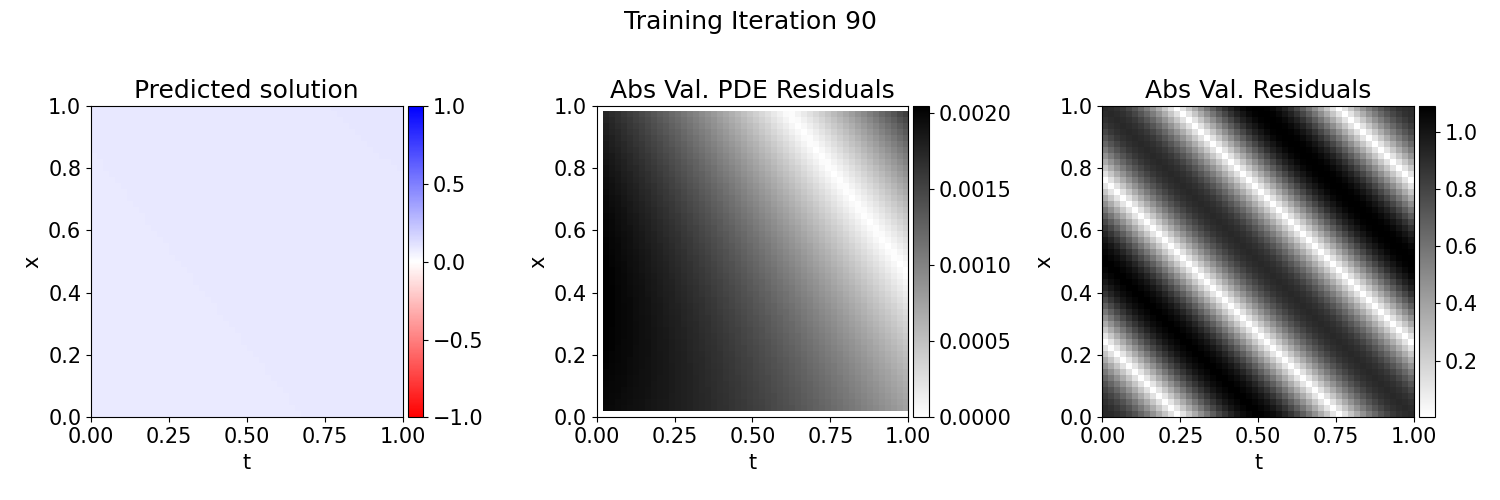 Training Iteration 90
Predicted solution
1.0
0.8
0.6
0.4
0.2
0.0
0.00 0.25 0.50 0.75 1.00
t
x
1.0
0.5
0.0
−0.5
−1.0
Abs Val. PDE Residuals
1.0
0.8
0.6
0.4
0.2
0.0
0.00 0.25 0.50 0.75 1.00
t
x
0.0020
0.0015
0.0010
0.0005
0.0000
Abs Val. Residuals
1.0
0.8
0.6
0.4
0.2
0.0
0.00 0.25 0.50 0.75 1.00
t
x
1.0
0.8
0.6
0.4
0.2